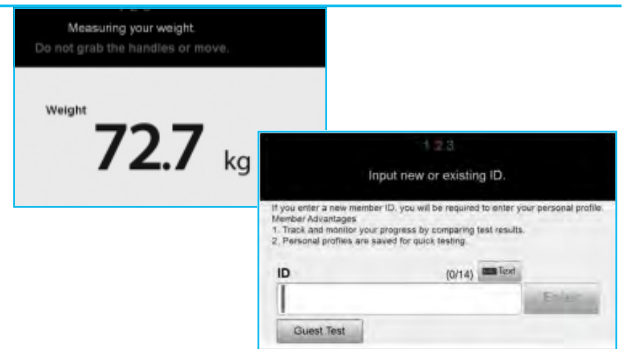 Measuring your weight.
Do not grab the handles or move.
Weight
72.7 kg
1 2 3
Input new or existing ID.
If you enter a new member ID, you will be required to enter your personal profile.
Member Advantages
1. Track and monitor your progress by comparing test results.
2. Personal profiles are saved for quick testing.
ID (0/14) Text
Enter
Guest Test